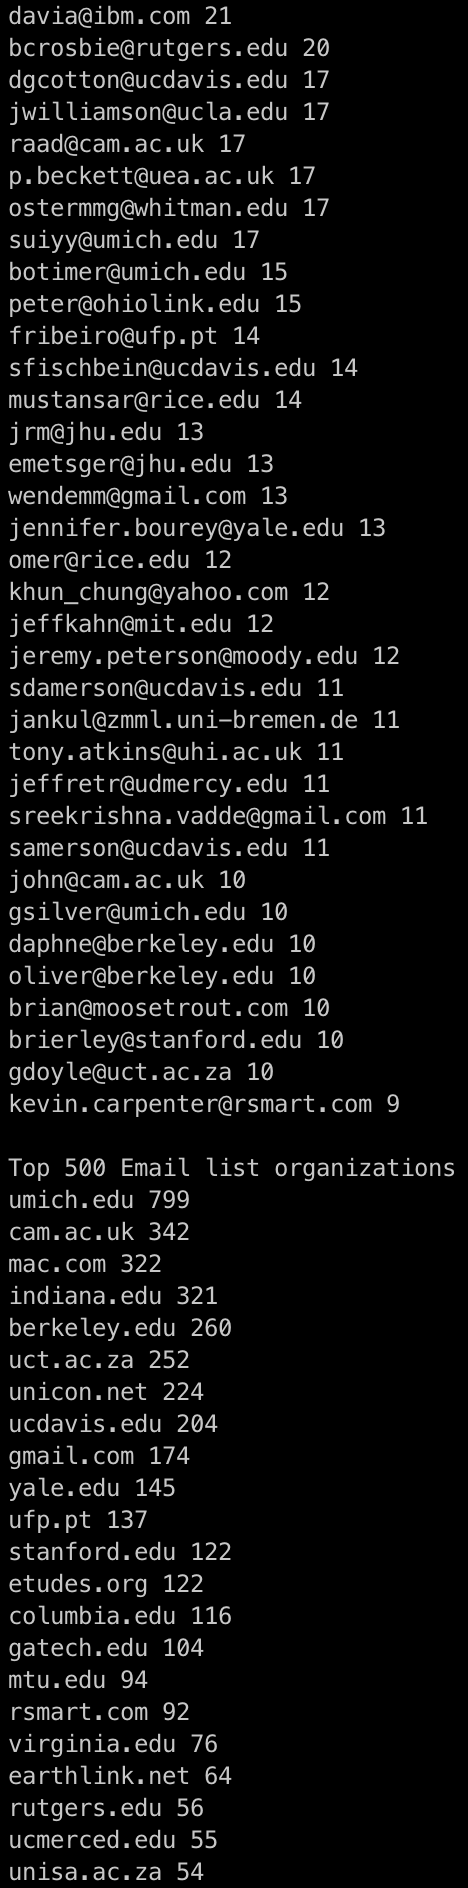 davia@ibm.com 21
bcrosbie@rutgers.edu 20
dgcotton@ucdavis.edu 17
jwilliamson@ucla.edu 17
raad@cam.ac.uk 17
p.beckett@uea.ac.uk 17
ostermmg@whitman.edu 17
suiyy@umich.edu 17
botimer@umich.edu 15
peter@ohiolink.edu 15
fribeiro@ufp.pt 14
sfischbein@ucdavis.edu 14
mustansar@rice.edu 14
jrm@jhu.edu 13
emetsger@jhu.edu 13
wendemm@gmail.com 13
jennifer.bourey@yale.edu 13
omer@rice.edu 12
khun_chung@yahoo.com 12
jeffkahn@mit.edu 12
jeremy.peterson@moody.edu 12
sdamerson@ucdavis.edu 11
jankul@zmml.uni-bremen.de 11
tony.atkins@uhi.ac.uk 11
jeffretr@udmercy.edu 11
sreekrishna.vadde@gmail.com 11
samerson@ucdavis.edu 11
john@cam.ac.uk 10
gsilver@umich.edu 10
daphne@berkeley.edu 10
oliver@berkeley.edu 10
brian@moosetrout.com 10
brierley@stanford.edu 10
gdoyle@uct.ac.za 10
kevin.carpenter@rsmart.com 9

Top 500 Email list organizations
umich.edu 799
cam.ac.uk 342
mac.com 322
indiana.edu 321
berkeley.edu 260
uct.ac.za 252
unicon.net 224
ucdavis.edu 204
gmail.com 174
yale.edu 145
ufp.pt 137
stanford.edu 122
etudes.org 122
columbia.edu 116
gatech.edu 104
mtu.edu 94
rsmart.com 92
virginia.edu 76
earthlink.net 64
rutgers.edu 56
ucmerced.edu 55
unisa.ac.za 54